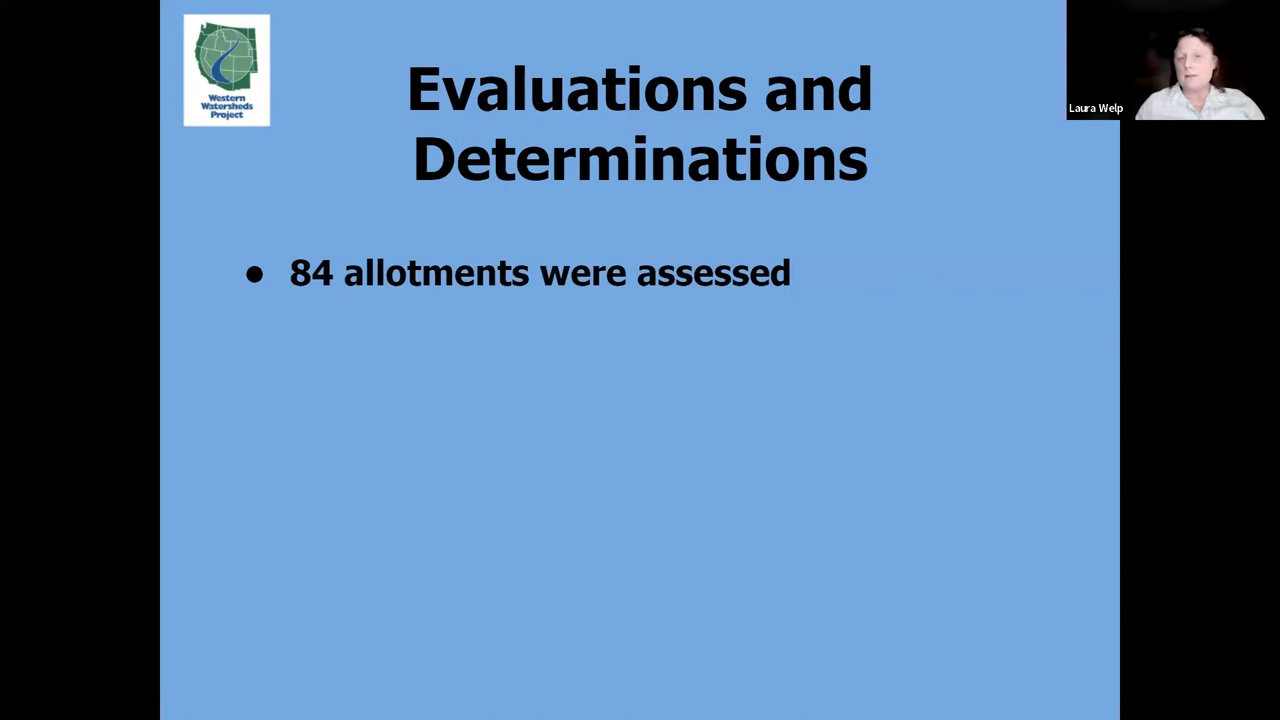 Western
Watersheds
Project
Evaluations and
Determinations
● 84 allotments were assessed
Laura Welp